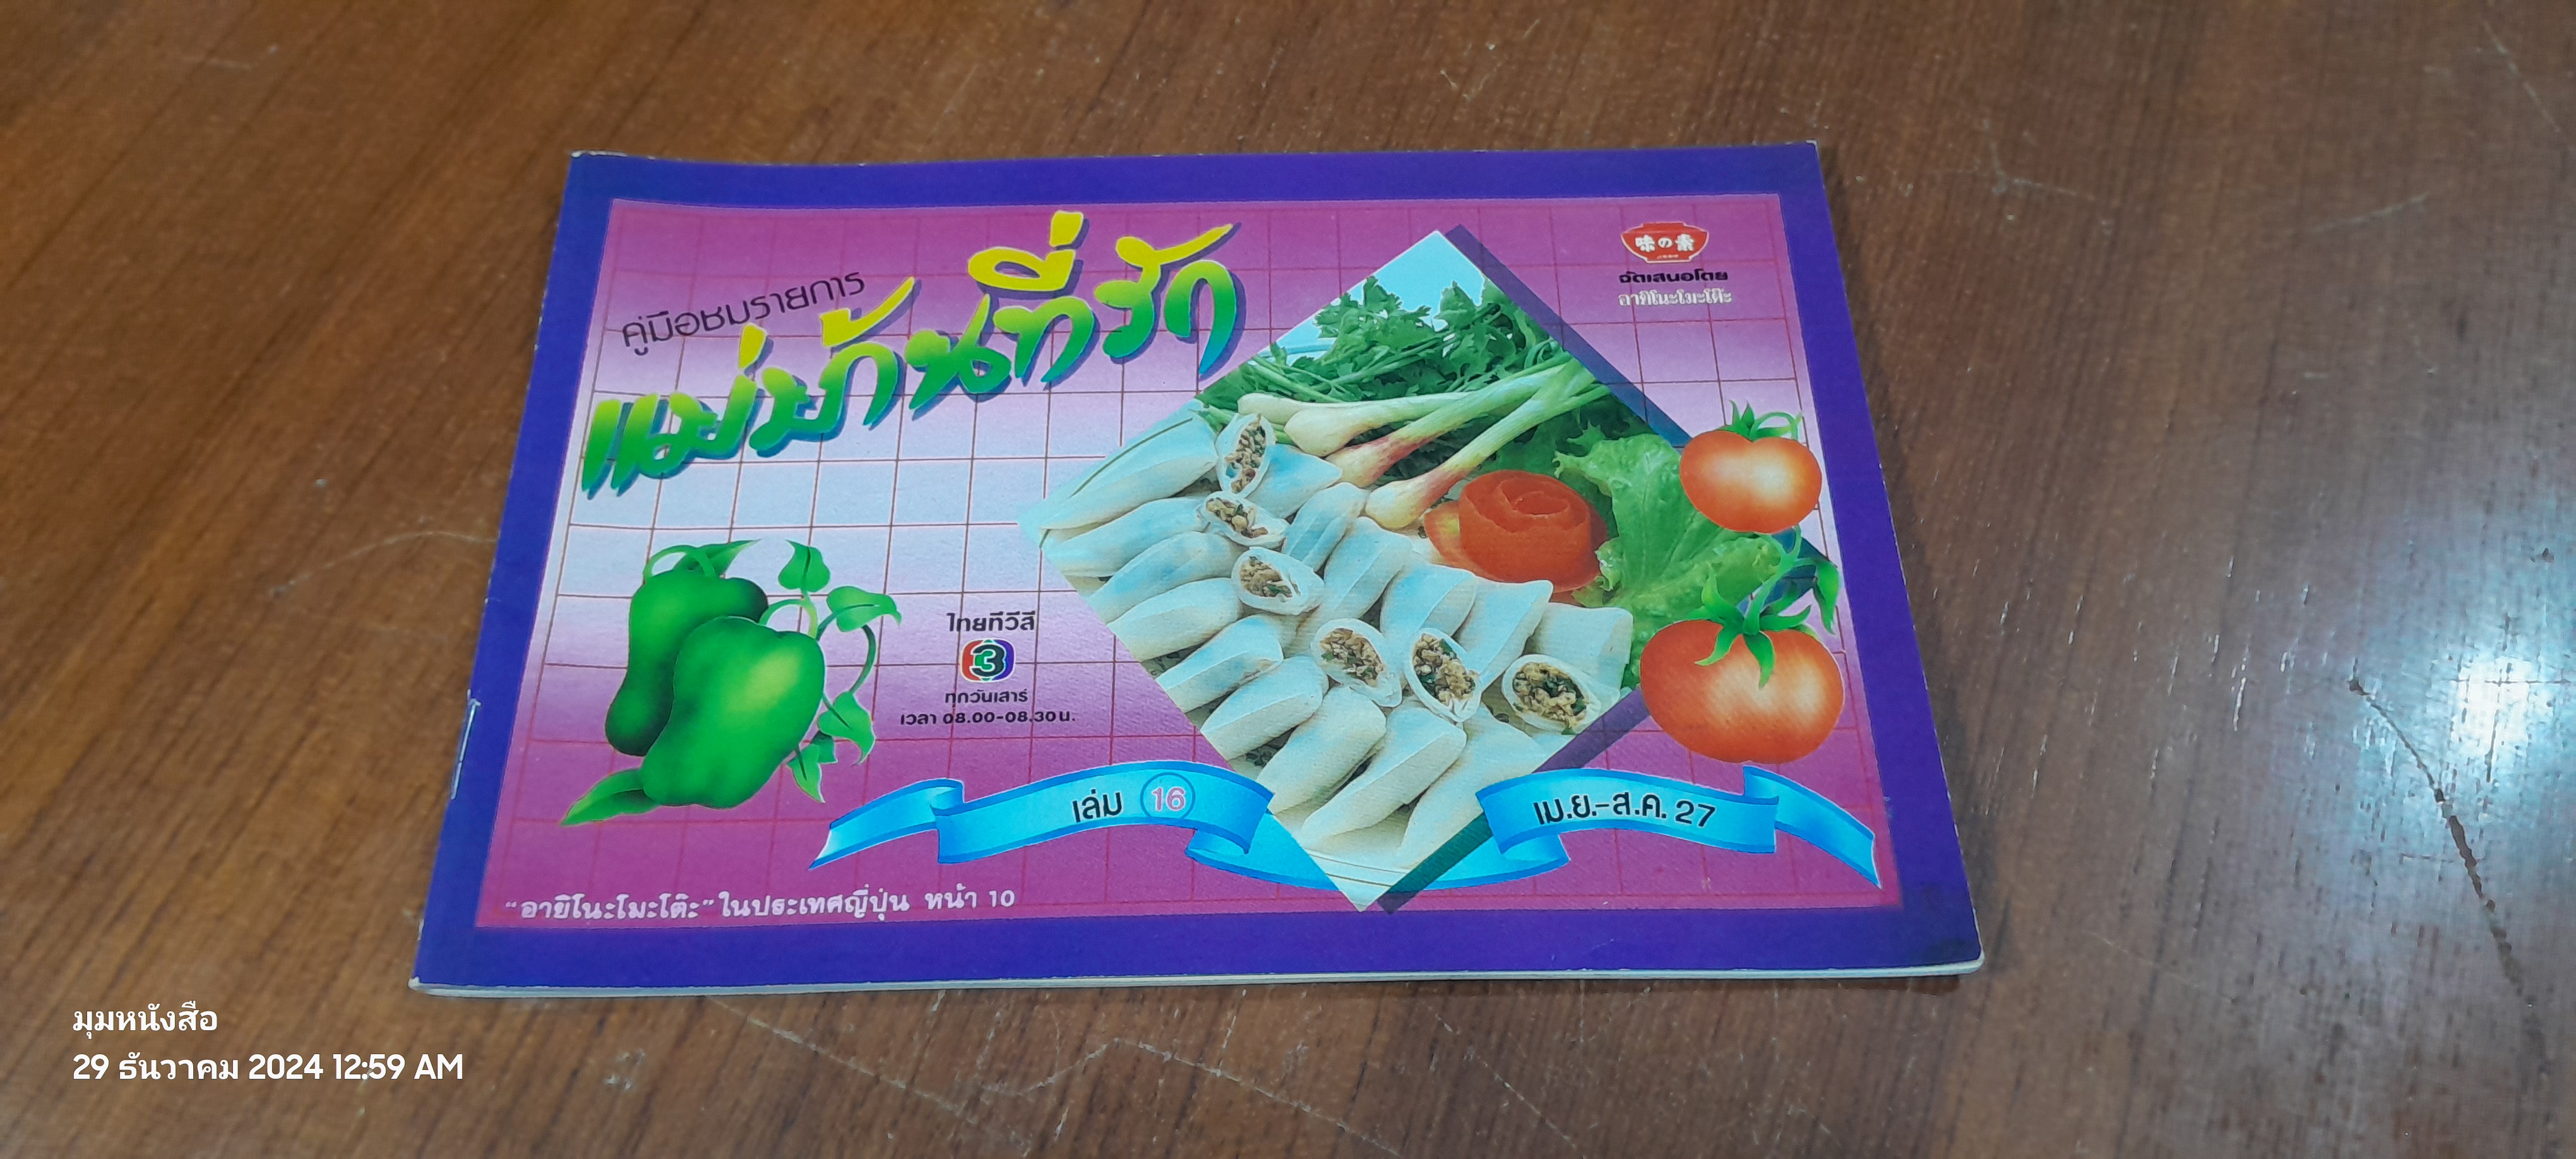 คู่มือชมรายการ
แม่บ้านที่รัก
味の素
จัดเสนอโดย
อายิโนะโมะโต๊ะ
ไทยทีวีสี
3
ทุกวันเสาร์
เวลา 08.00-08.30น.
เล่ม 16
เม.ย.-ส.ค. 27
“อายิโนะโมะโต๊ะ” ในประเทศญี่ปุ่น หน้า 10
มุมหนังสือ
29 ธันวาคม 2024 12:59 AM